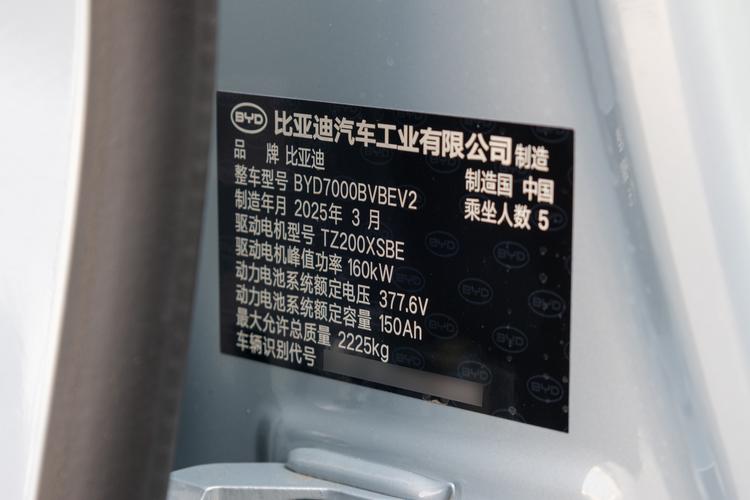 BYD 比亚迪汽车工业有限公司制造
品 牌 比亚迪 制造国 中国
整车型号 BYD7000BVBEV2 乘坐人数 5
制造年月 2025年 3 月
驱动电机型号 TZ200XSBE
驱动电机峰值功率 160kW
动力电池系统额定电压 377.6V
动力电池系统额定容量 150Ah
最大允许总质量 2225kg
车辆识别代号